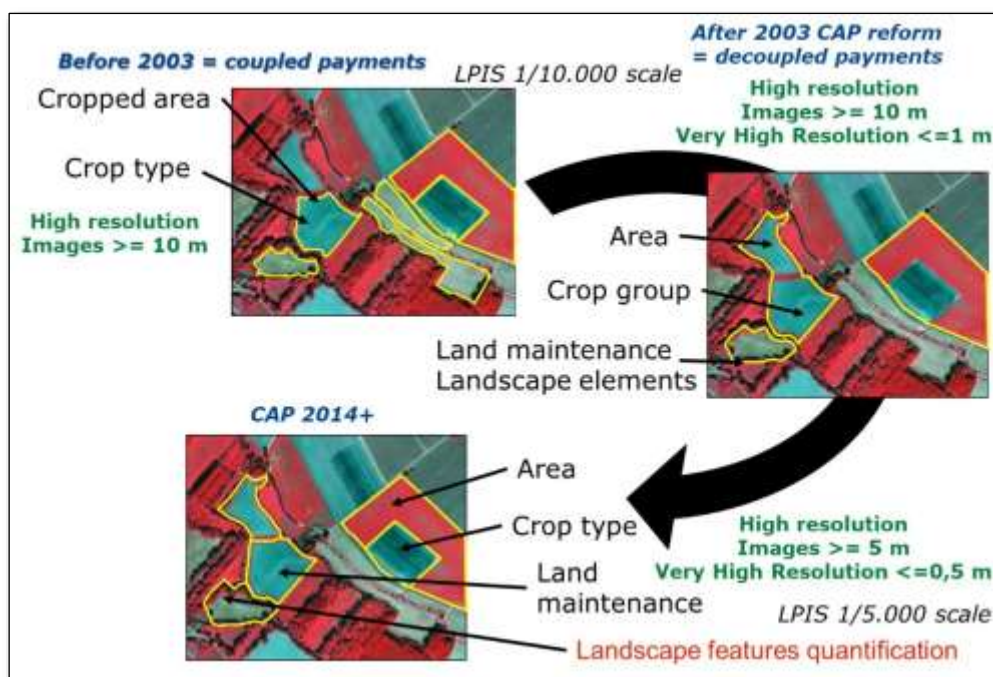 Before 2003 = coupled payments
LPIS 1/10.000 scale
After 2003 CAP reform
= decoupled payments
High resolution
Images >= 10 m
Very High Resolution <=1 m
Cropped area
Crop type
High resolution
Images >= 10 m
Area
Crop group
Land maintenance
Landscape elements
CAP 2014+
Area
Crop type
Land
maintenance
Landscape features quantification
High resolution
Images >= 5 m
Very High Resolution <=0,5 m
LPIS 1/5.000 scale